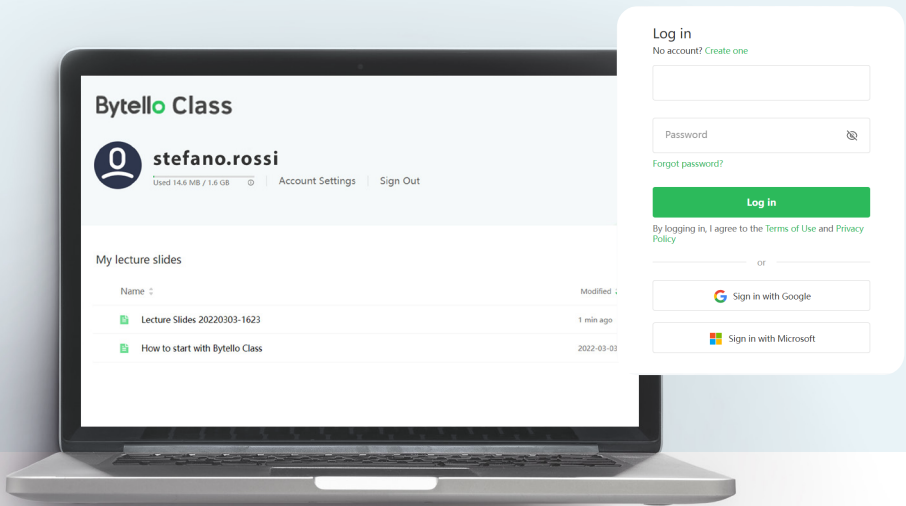 Bytello Class
stefano.rossi
Used 14.6 MB / 1.6 GB
Account Settings
Sign Out
My lecture slides
Name
Modified
Lecture Slides 20220303-1623
1 min ago
How to start with Bytello Class
2022-03-03
Log in
No account? Create one
Password
Forgot password?
Log in
By logging in, I agree to the Terms of Use and Privacy
Policy
or
Sign in with Google
Sign in with Microsoft